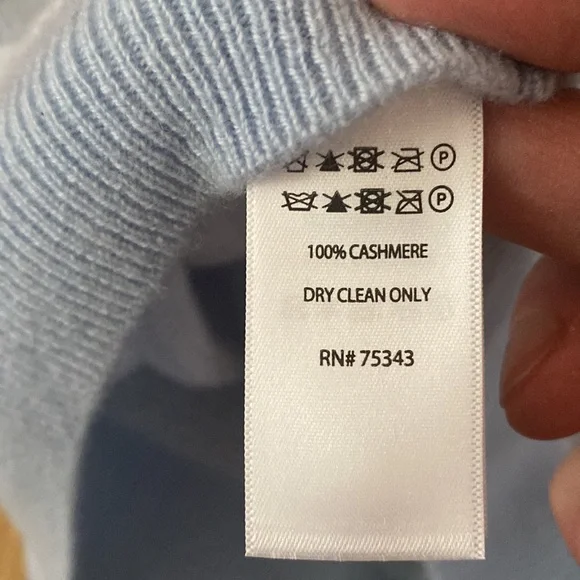 P
P
100% CASHMERE
DRY CLEAN ONLY
RN# 75343